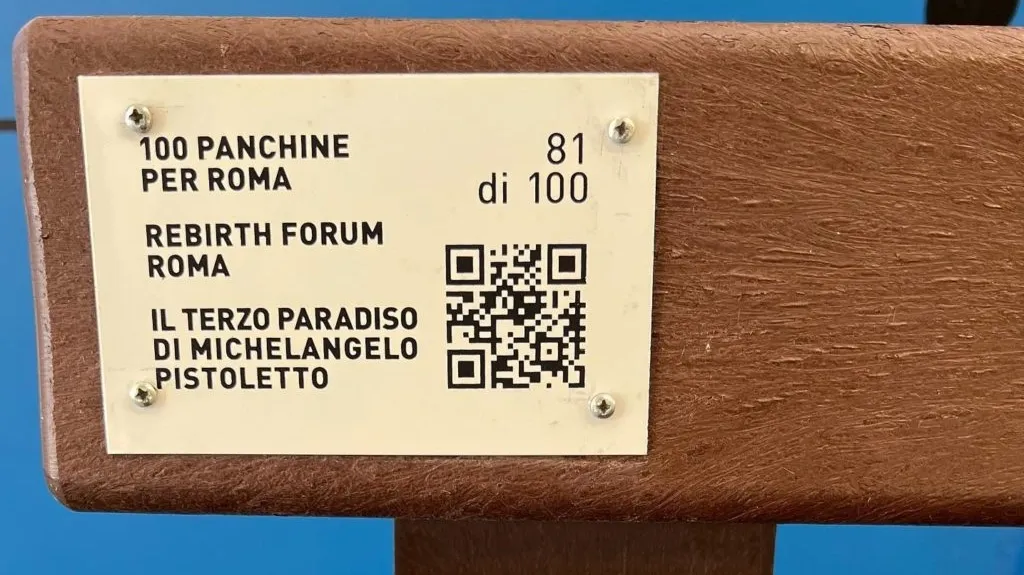 100 PANCHINE
PER ROMA
81
di 100
REBIRTH FORUM
ROMA
IL TERZO PARADISO
DI MICHELANGELO
PISTOLETTO